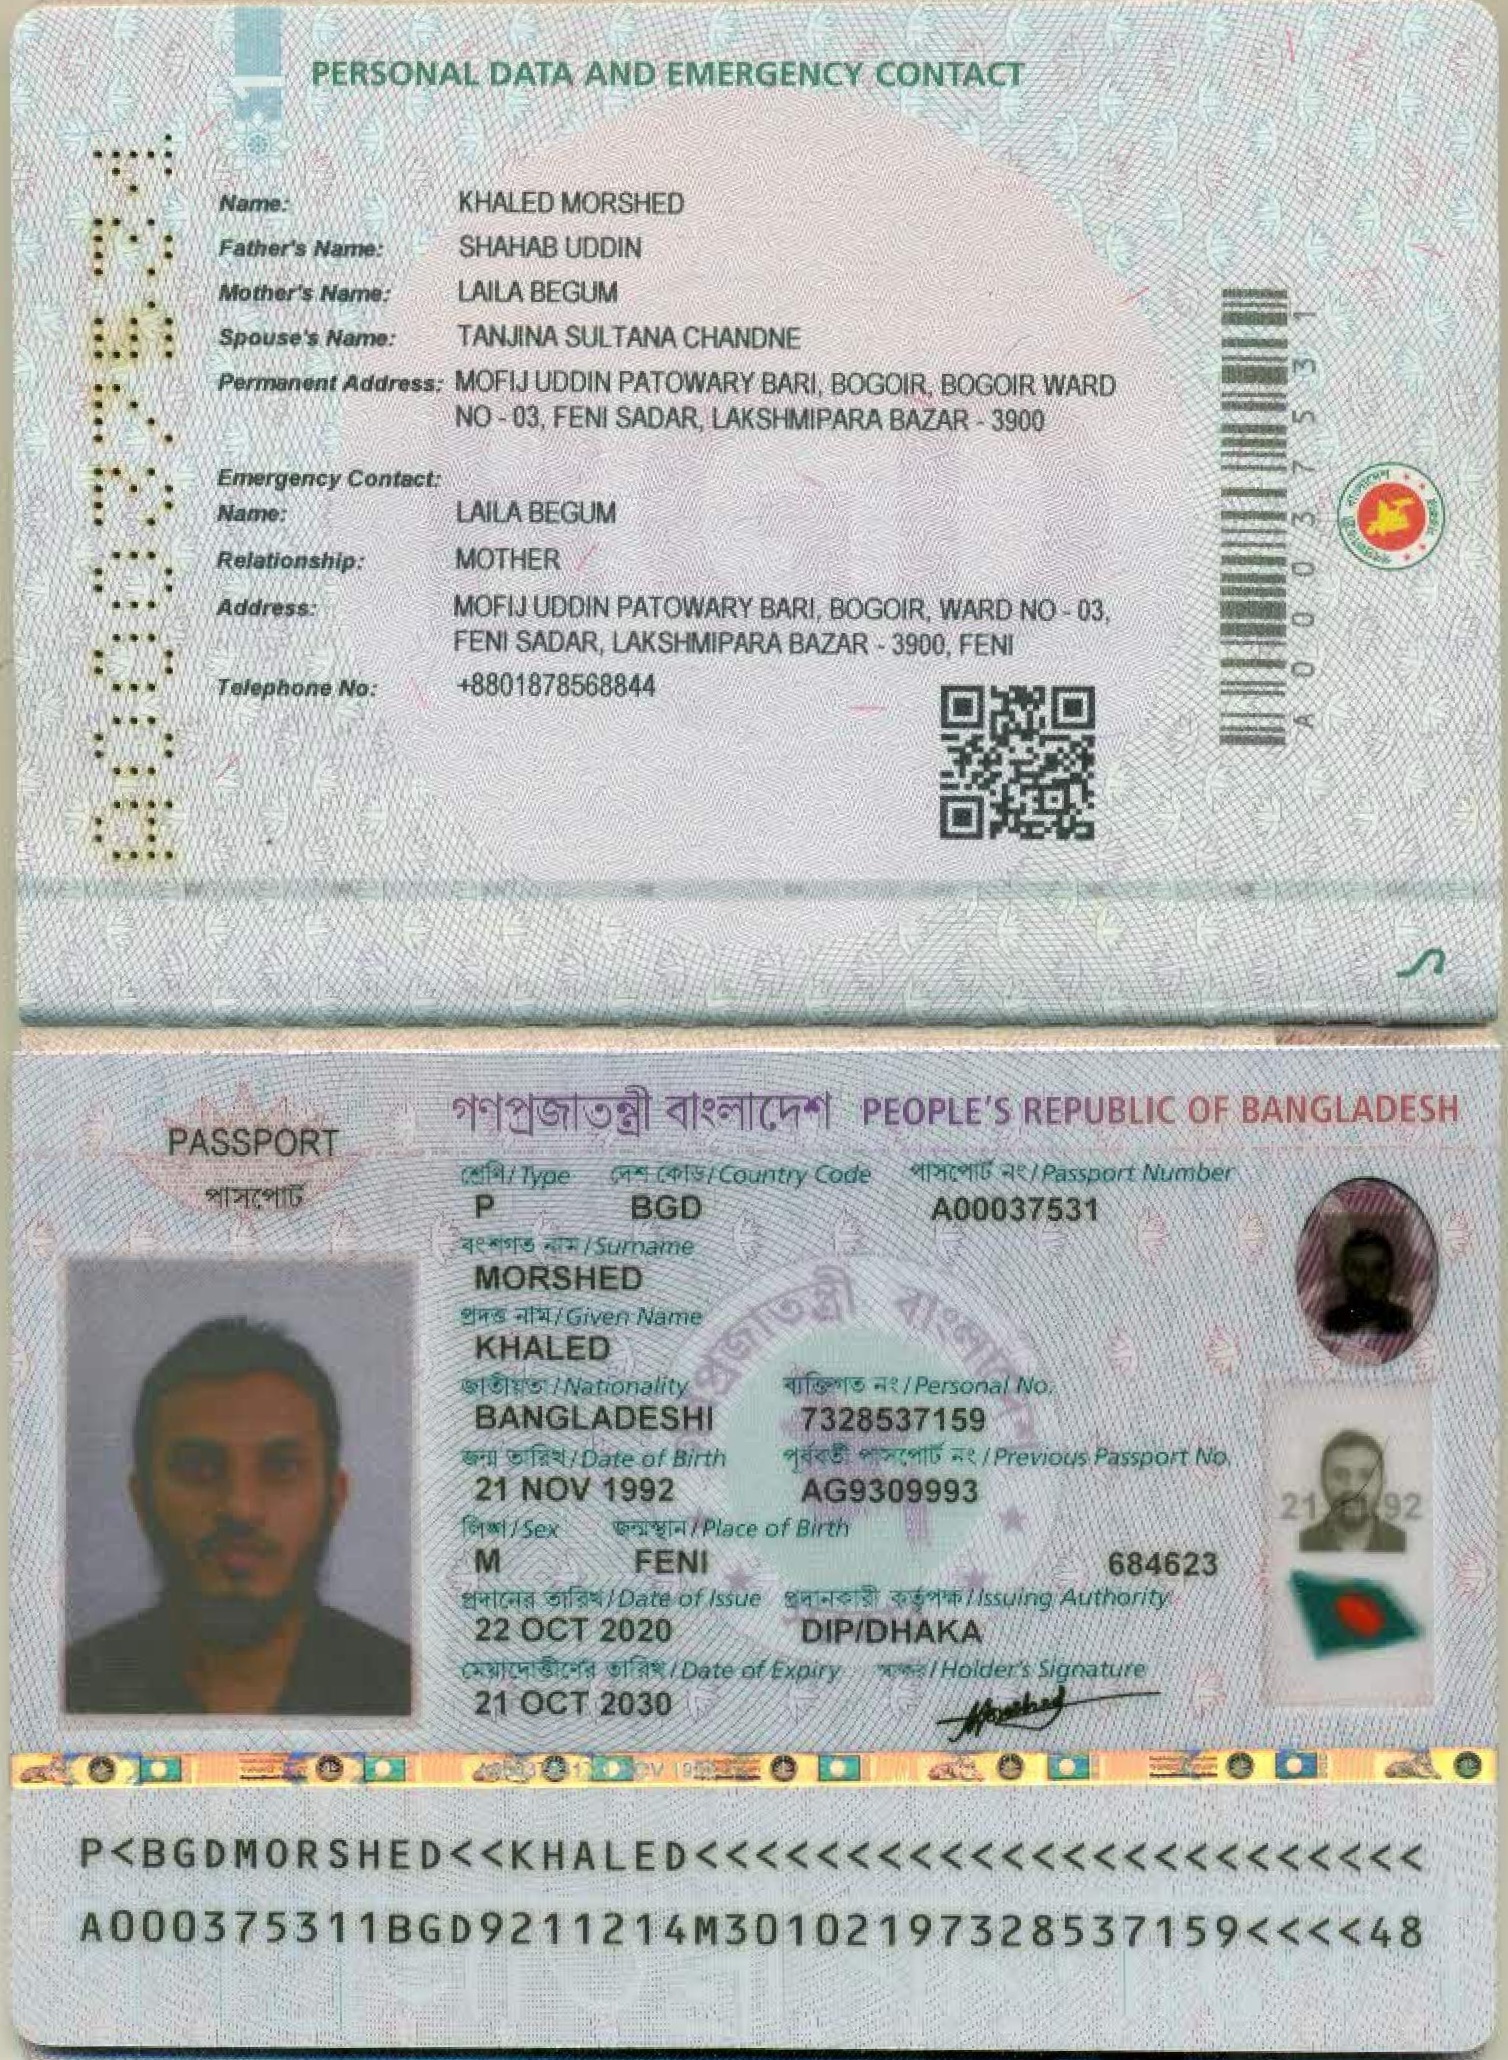 PERSONAL DATA AND EMERGENCY CONTACT
1
Name: KHALED MORSHED
Father's Name: SHAHAB UDDIN
Mother's Name: LAILA BEGUM
Spouse's Name: TANJINA SULTANA CHANDNE
Permanent Address: MOFIJ UDDIN PATOWARY BARI, BOGOIR, BOGOIR WARD
NO - 03, FENI SADAR, LAKSHMIPARA BAZAR - 3900
Emergency Contact:
Name: LAILA BEGUM
Relationship: MOTHER
Address: MOFIJ UDDIN PATOWARY BARI, BOGOIR, WARD NO - 03,
FENI SADAR, LAKSHMIPARA BAZAR - 3900, FENI
Telephone No: +8801878568844
A00037531
গণপ্রজাতন্ত্রী বাংলাদেশ PEOPLE'S REPUBLIC OF BANGLADESH
PASSPORT
পাসপোর্ট
শ্রেণি/Type দেশ কোড/Country Code পাসপোর্ট নং/Passport Number
P BGD A00037531
বংশগত নাম/Surname
MORSHED
প্রদত্ত নাম/Given Name
KHALED
জাতীয়তা/Nationality ব্যক্তিগত নং/Personal No.
BANGLADESHI 7328537159
জন্ম তারিখ/Date of Birth পূর্ববর্তী পাসপোর্ট নং/Previous Passport No.
21 NOV 1992 AG9309993
লিঙ্গ/Sex জন্মস্থান/Place of Birth
M FENI 684623
প্রদানের তারিখ/Date of Issue প্রদানকারী কর্তৃপক্ষ/Issuing Authority
22 OCT 2020 DIP/DHAKA
মেয়াদোত্তীর্ণের তারিখ/Date of Expiry স্বাক্ষর/Holder's Signature
21 OCT 2030
P<BGDMORSHED<<KHALED<<<<<<<<<<<<<<<<<<<<<<<<
A000375311BGD9211214M30102197328537159<<<<48